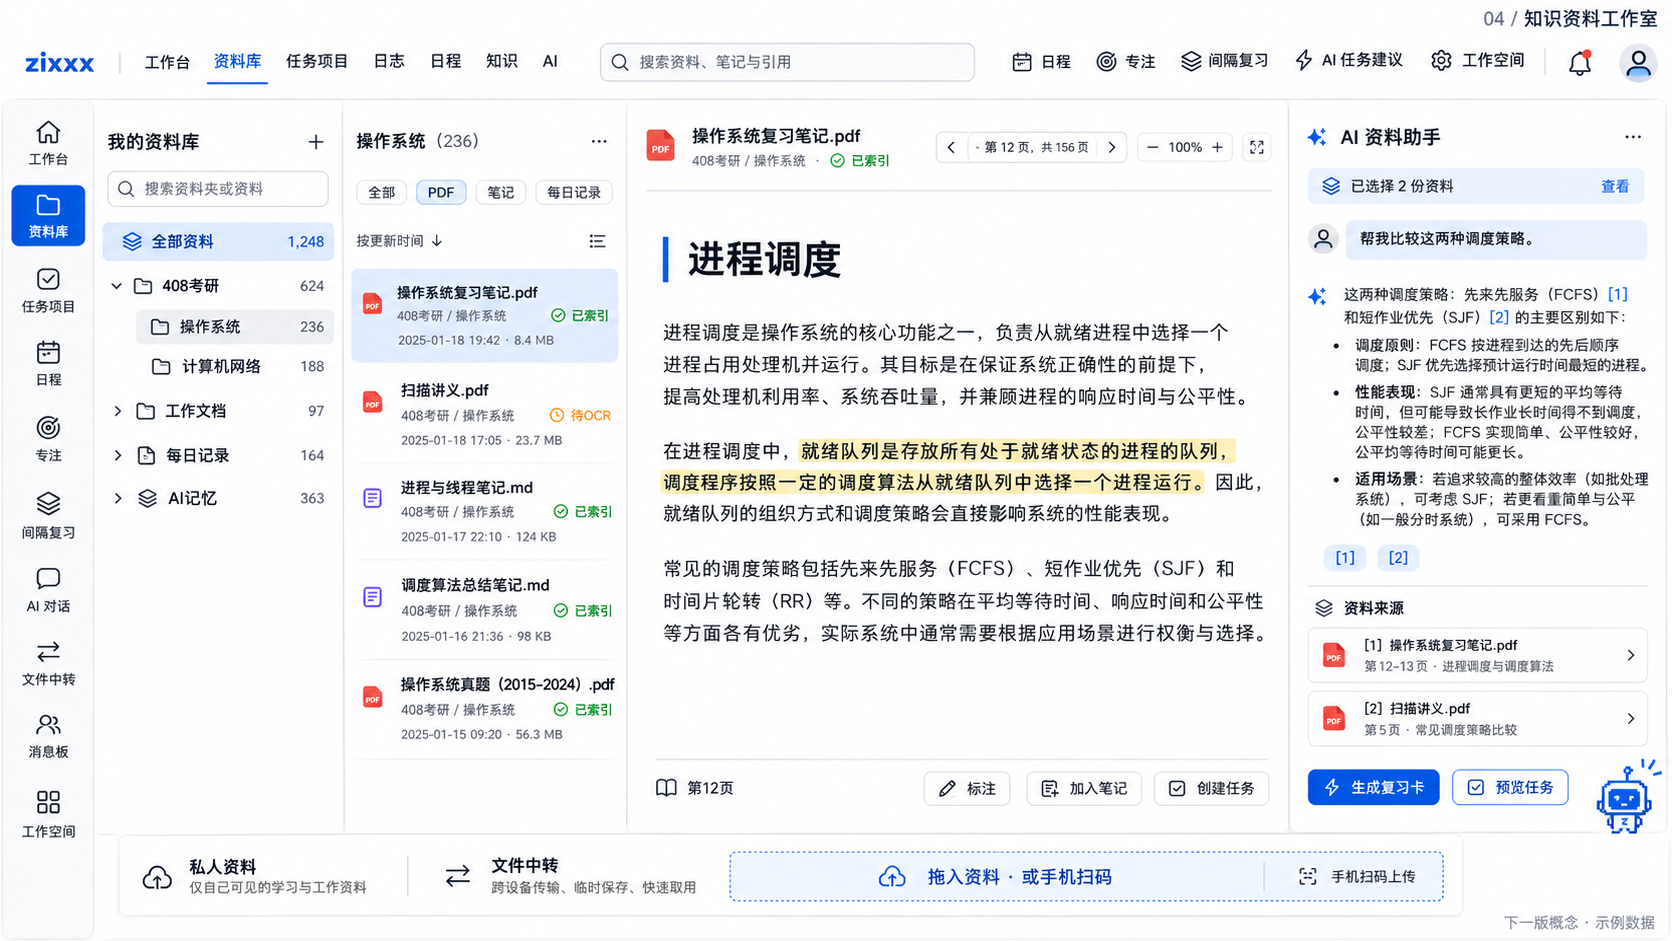 04 / 知识资料工作室
zixxx
工作台
资料库
任务项目
日志
日程
知识
AI
搜索资料、笔记与引用
日程
专注
间隔复习
AI 任务建议
工作空间
工作台
资料库
任务项目
日程
专注
间隔复习
AI 对话
文件中转
消息板
工作空间
我的资料库
搜索资料夹或资料
全部资料 1,248
408考研 624
操作系统 236
计算机网络 188
工作文档 97
每日记录 164
AI记忆 363
操作系统 (236)
全部 PDF 笔记 每日记录
按更新时间 ↓
PDF
操作系统复习笔记.pdf
408考研 / 操作系统 已索引
2025-01-18 19:42 · 8.4 MB
PDF
扫描讲义.pdf
408考研 / 操作系统 待OCR
2025-01-18 17:05 · 23.7 MB
进程与线程笔记.md
408考研 / 操作系统 已索引
2025-01-17 22:10 · 124 KB
调度算法总结笔记.md
408考研 / 操作系统 已索引
2025-01-16 21:36 · 98 KB
PDF
操作系统真题（2015-2024）.pdf
408考研 / 操作系统 已索引
2025-01-15 09:20 · 56.3 MB
PDF
操作系统复习笔记.pdf
408考研 / 操作系统 · 已索引
第 12 页，共 156 页
100%
进程调度
进程调度是操作系统的核心功能之一，负责从就绪进程中选择一个
进程占用处理机并运行。其目标是在保证系统正确性的前提下，
提高处理机利用率、系统吞吐量，并兼顾进程的响应时间与公平性。
在进程调度中，就绪队列是存放所有处于就绪状态的进程的队列，
调度程序按照一定的调度算法从就绪队列中选择一个进程运行。因此，
就绪队列的组织方式和调度策略会直接影响系统的性能表现。
常见的调度策略包括先来先服务（FCFS）、短作业优先（SJF）和
时间片轮转（RR）等。不同的策略在平均等待时间、响应时间和公平性
等方面各有优劣，实际系统中通常需要根据应用场景进行权衡与选择。
第12页
标注
加入笔记
创建任务
AI 资料助手
已选择 2 份资料 查看
帮我比较这两种调度策略。
这两种调度策略：先来先服务（FCFS）[1]
和短作业优先（SJF）[2] 的主要区别如下：
• 调度原则：FCFS 按进程到达的先后顺序
调度；SJF 优先选择预计运行时间最短的进程。
• 性能表现：SJF 通常具有更短的平均等待
时间，但可能导致长作业长时间得不到调度，
公平性较差；FCFS 实现简单、公平性较好，
公平均等待时间可能更长。
• 适用场景：若追求较高的整体效率（如批处理
系统），可考虑 SJF；若更看重简单与公平
（如一般分时系统），可采用 FCFS。
[1] [2]
资料来源
PDF
[1] 操作系统复习笔记.pdf
第12-13页 · 进程调度与调度算法
PDF
[2] 扫描讲义.pdf
第5页 · 常见调度策略比较
生成复习卡
预览任务
z
私人资料
仅自己可见的学习与工作资料
文件中转
跨设备传输、临时保存、快速取用
拖入资料 · 或手机扫码
手机扫码上传
下一版概念 · 示例数据